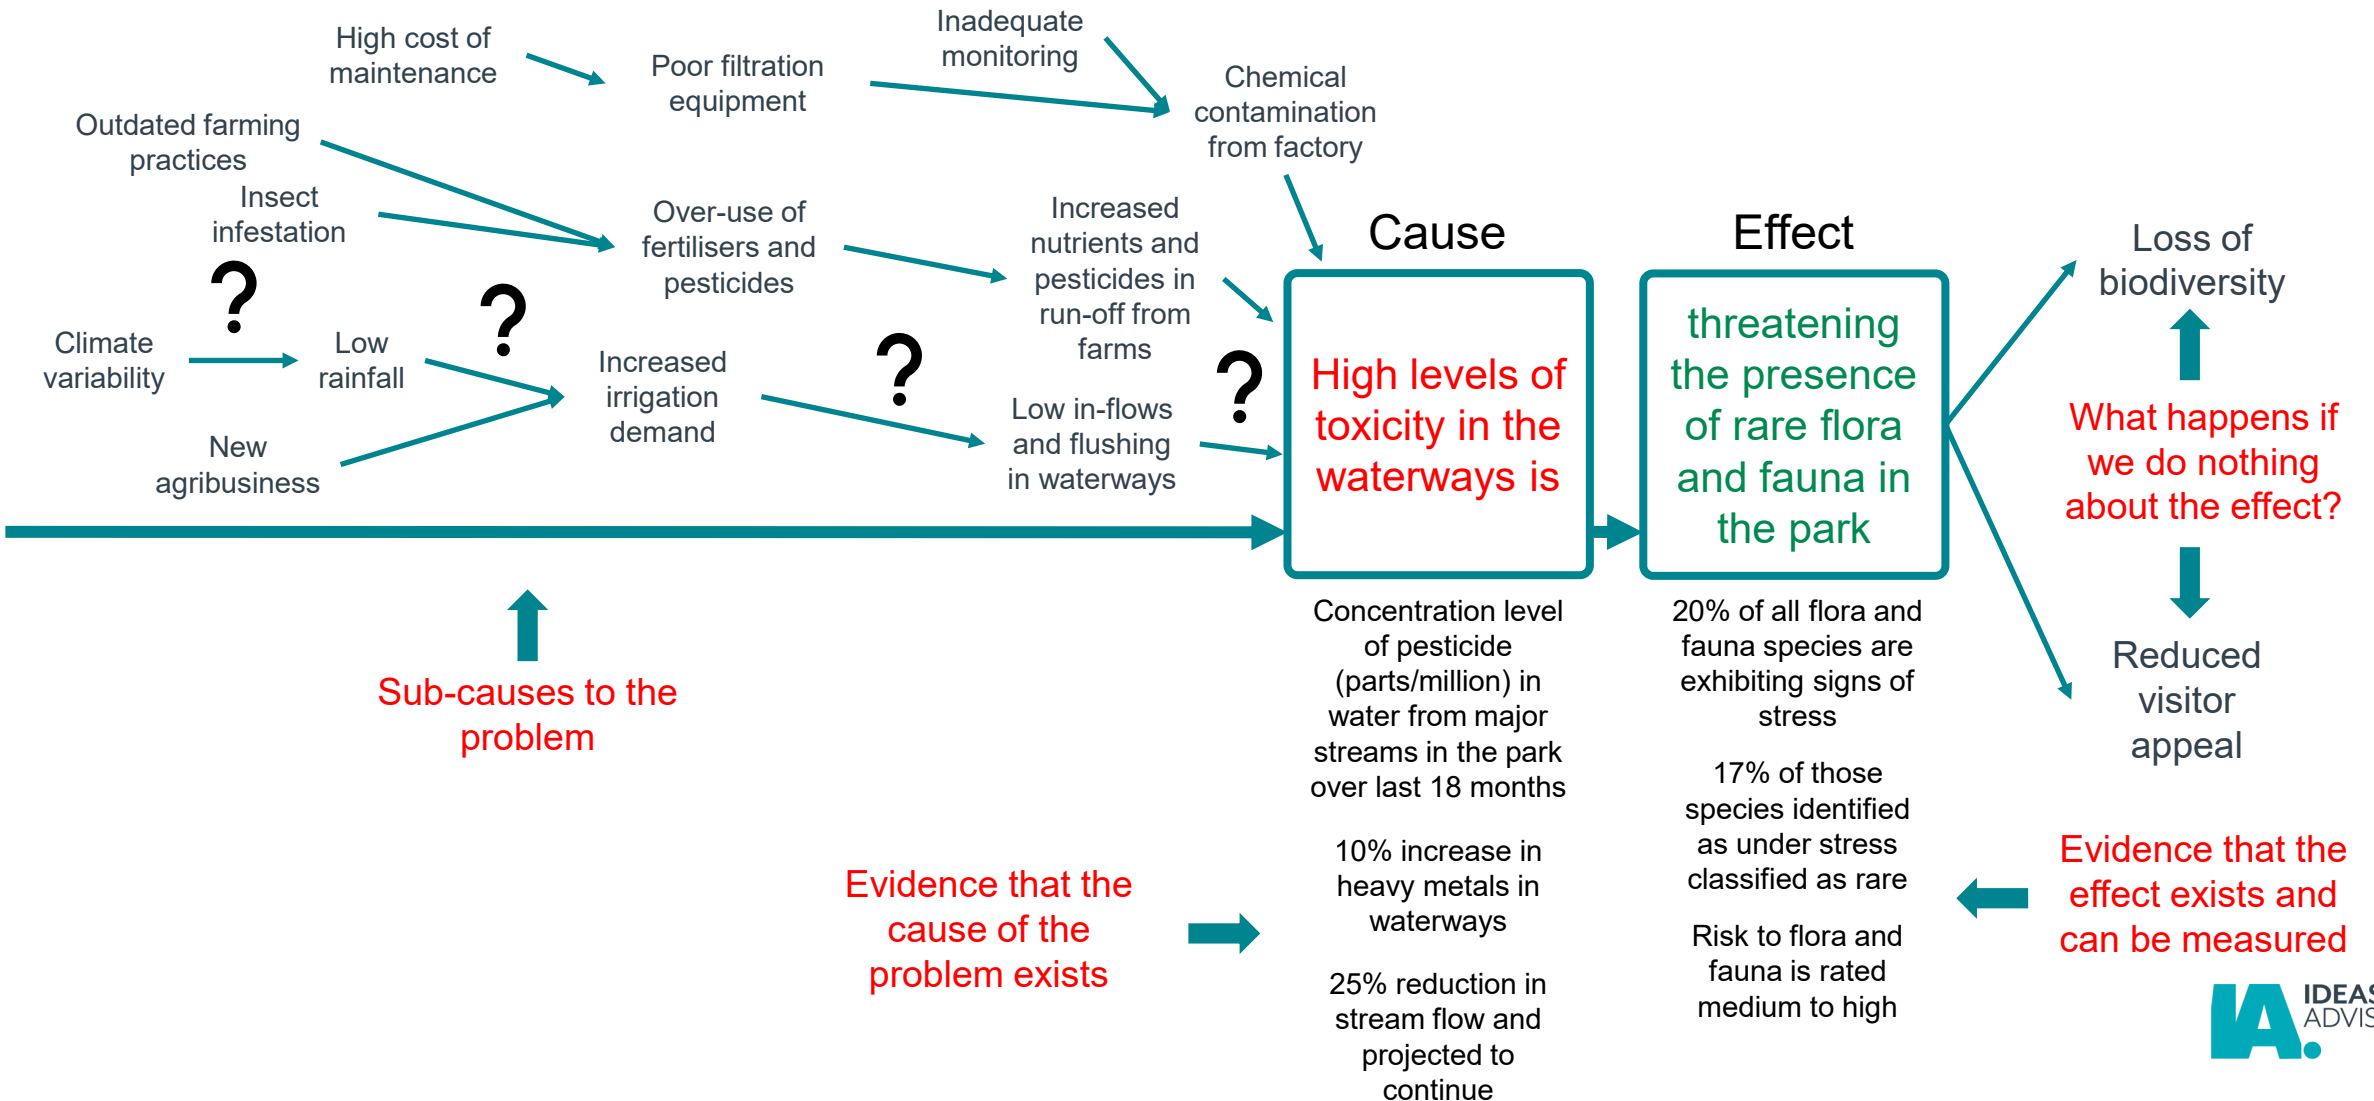 High cost of
maintenance
Poor filtration
equipment
Inadequate
monitoring
Chemical
contamination
from factory
Outdated farming
practices
Insect
infestation
Over-use of
fertilisers and
pesticides
Increased
nutrients and
pesticides in
run-off from
farms
?
?
?
?
Climate
variability
Low
rainfall
New
agribusiness
Increased
irrigation
demand
Low in-flows
and flushing
in waterways
Cause
High levels of
toxicity in the
waterways is
Effect
threatening
the presence
of rare flora
and fauna in
the park
Loss of
biodiversity
What happens if
we do nothing
about the effect?
Reduced
visitor
appeal
Sub-causes to the
problem
Evidence that the
cause of the
problem exists
Concentration level
of pesticide
(parts/million) in
water from major
streams in the park
over last 18 months
10% increase in
heavy metals in
waterways
25% reduction in
stream flow and
projected to
continue
20% of all flora and
fauna species are
exhibiting signs of
stress
17% of those
species identified
as under stress
classified as rare
Risk to flora and
fauna is rated
medium to high
Evidence that the
effect exists and
can be measured
IA.
IDEAS
ADVIS